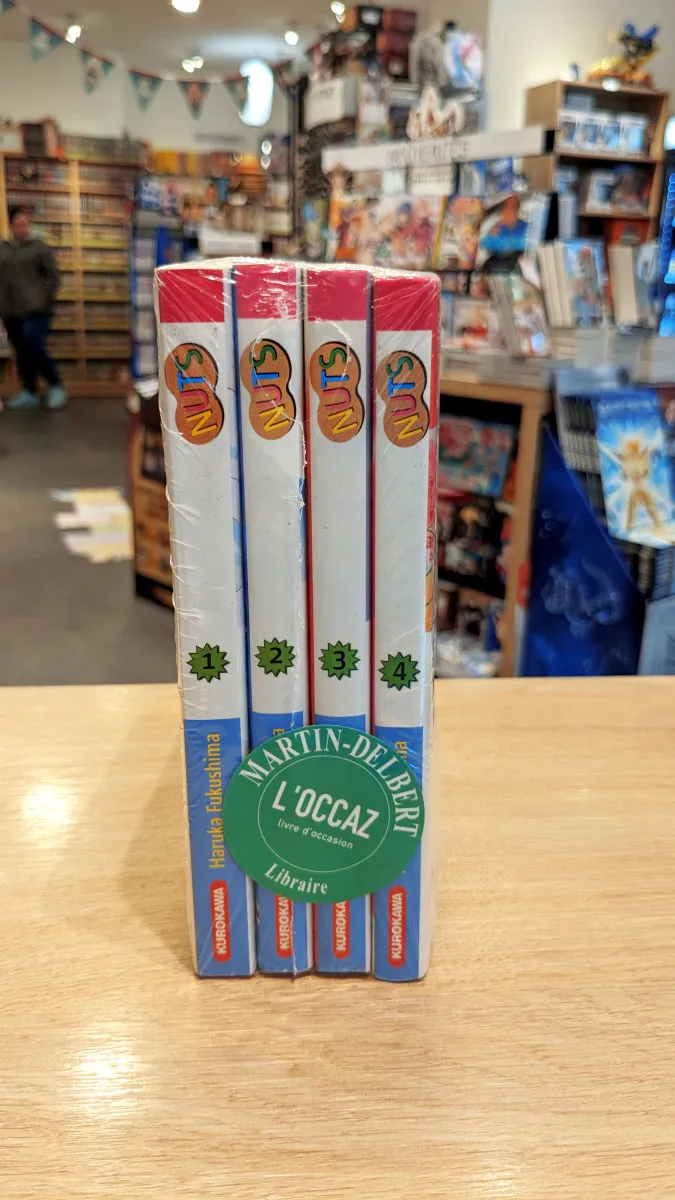 NUTS
NUTS
NUTS
NUTS
1
2
3
4
Haruka Fukushima
MARTIN-DELBERT
L'OCCAZ
livre d'occasion
Libraire
KUROKAWA
KUROKAWA
KUROKAWA
KUROKAWA